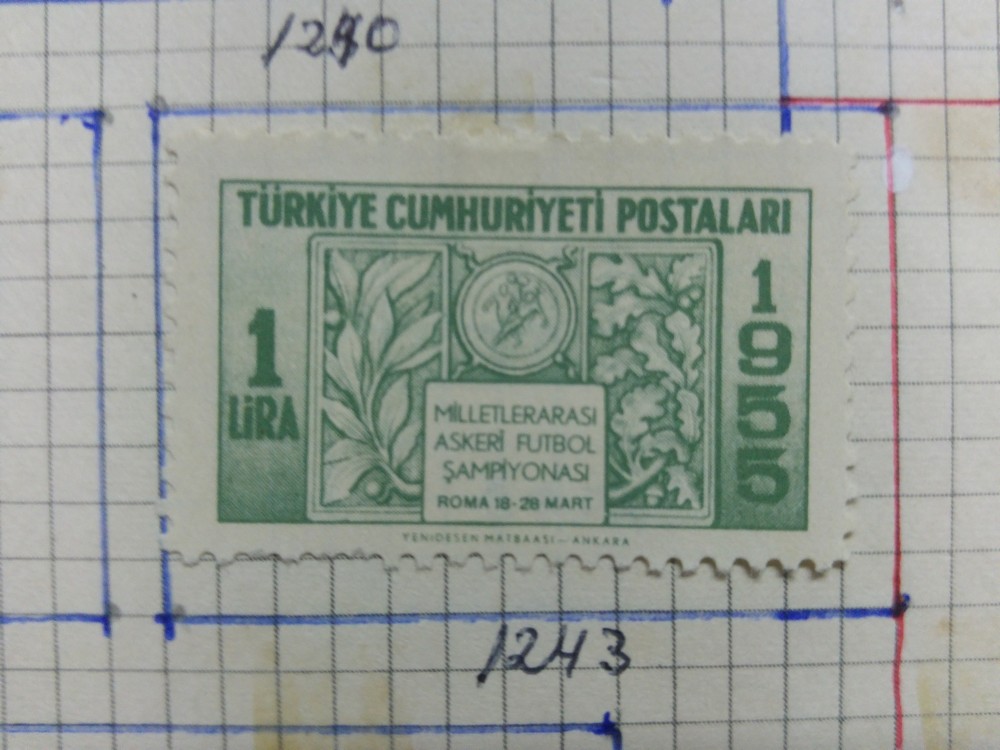 TÜRKİYE CUMHURİYETİ POSTALARI
1
LİRA
1955
MİLLETLERARASI
ASKERİ FUTBOL
ŞAMPİYONASI
ROMA 18-28 MART
YENİDESEN MATBAASI — ANKARA
1243